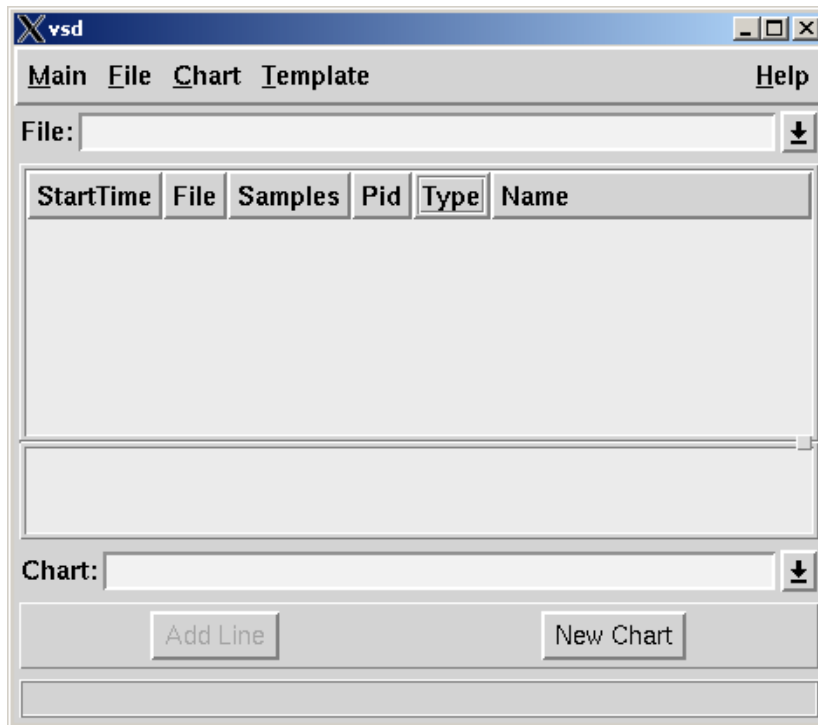 vsd
Main File Chart Template Help
File:
StartTime File Samples Pid Type Name
Chart:
Add Line New Chart